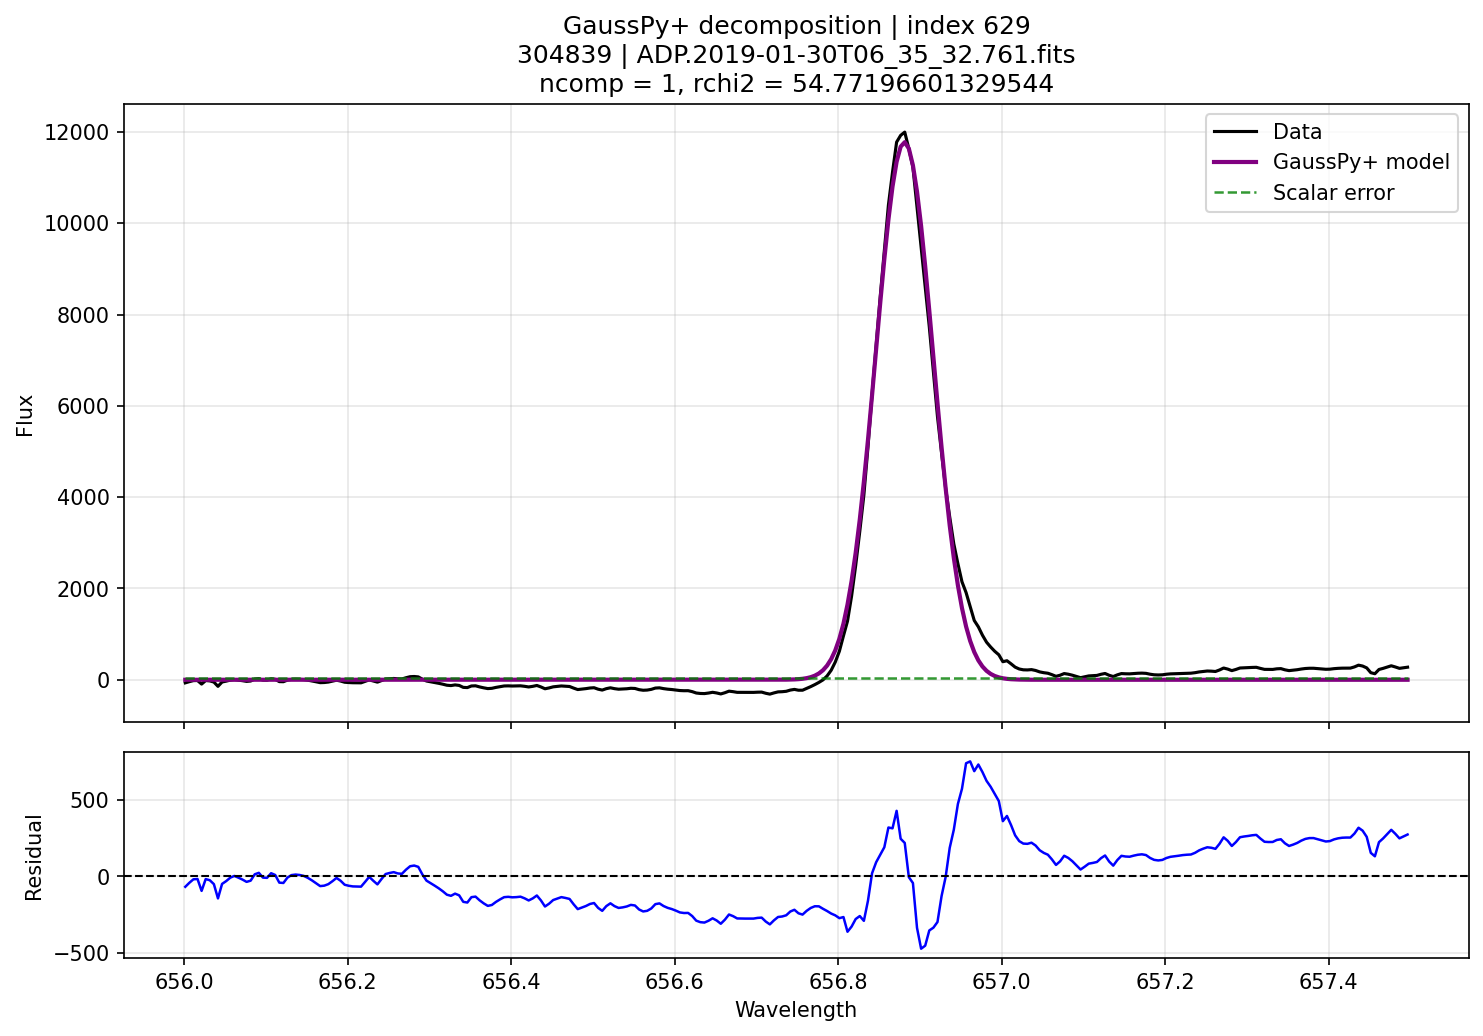 GaussPy+ decomposition | index 629
304839 | ADP.2019-01-30T06_35_32.761.fits
ncomp = 1, rchi2 = 54.77196601329544
12000
10000
8000
6000
4000
2000
0
Flux
Data
GaussPy+ model
Scalar error
500
0
−500
Residual
656.0 656.2 656.4 656.6 656.8 657.0 657.2 657.4
Wavelength